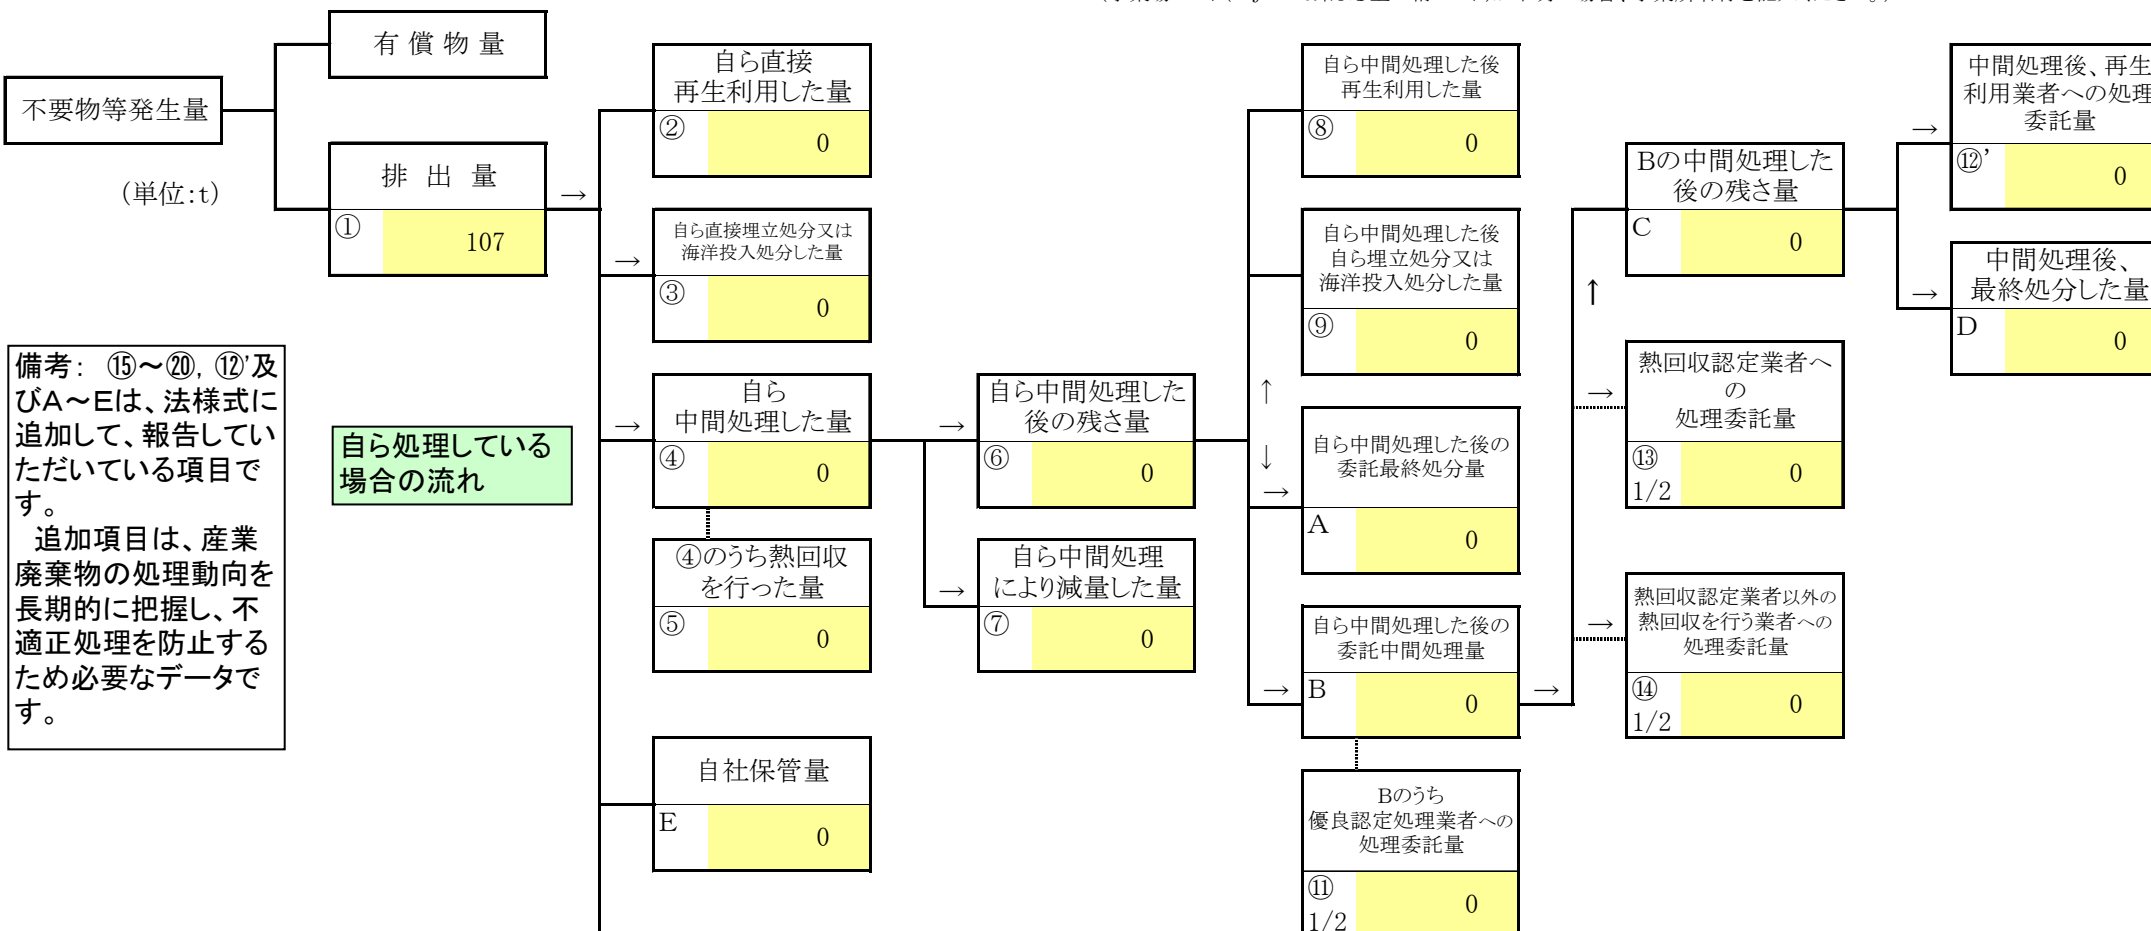 有 償 物 量
不要物等発生量
(単位:t)
排 出 量
→
①
107
自ら直接
再生利用した量
②
0
→
自ら直接埋立処分又は
海洋投入処分した量
③
0
→
自ら
中間処理した量
④
0
④のうち熱回収
を行った量
⑤
0
自社保管量
E
0
備考: ⑮~⑳, ⑫'及
びA~Eは、法様式に
追加して、報告してい
ただいている項目で
す。
追加項目は、産業
廃棄物の処理動向を
長期的に把握し、不
適正処理を防止する
ため必要なデータで
す。
自ら処理している
場合の流れ
→
自ら中間処理した
後の残さ量
⑥
0
→
自ら中間処理
により減量した量
⑦
0
自ら中間処理した後
再生利用した量
⑧
0
自ら中間処理した後
自ら埋立処分又は
海洋投入処分した量
⑨
0
↑
↓
→
自ら中間処理した後の
委託最終処分量
A
0
→
自ら中間処理した後の
委託中間処理量
B
0
→
Bのうち
優良認定処理業者への
処理委託量
⑪
1/2
0
Bの中間処理した
後の残さ量
C
0
↑
→
熱回収認定業者へ
の
処理委託量
⑬
1/2
0
→
熱回収認定業者以外の
熱回収を行う業者への
処理委託量
⑭
1/2
0
→
中間処理後、再生
利用業者への処理
委託量
⑫'
0
→
中間処理後、
最終処分した量
D
0